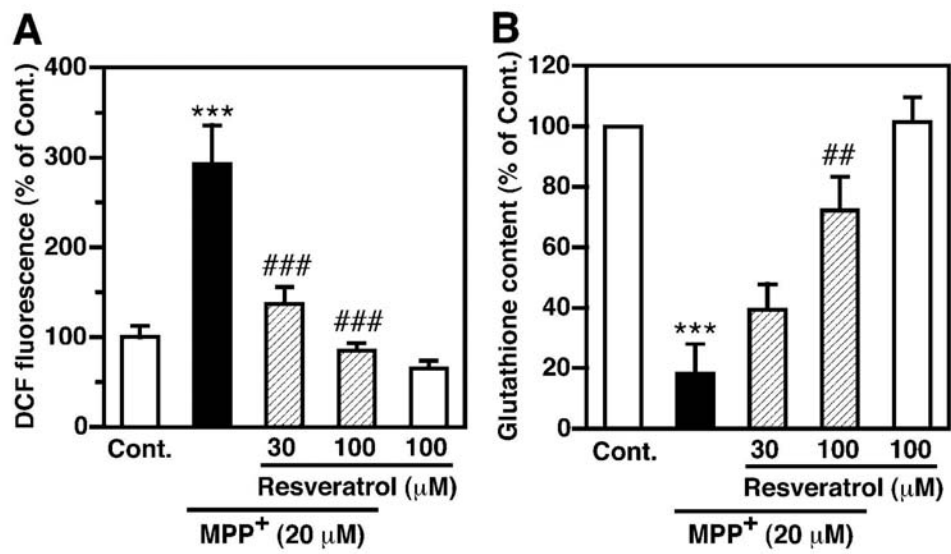 A
DCF fluorescence (% of Cont.)
400
300
200
100
0
***
###
###
Cont.
30 100 100
Resveratrol (μM)
MPP+ (20 μM)
B
Glutathione content (% of Cont.)
120
100
80
60
40
20
0
***
##
Cont.
30 100 100
Resveratrol (μM)
MPP+ (20 μM)